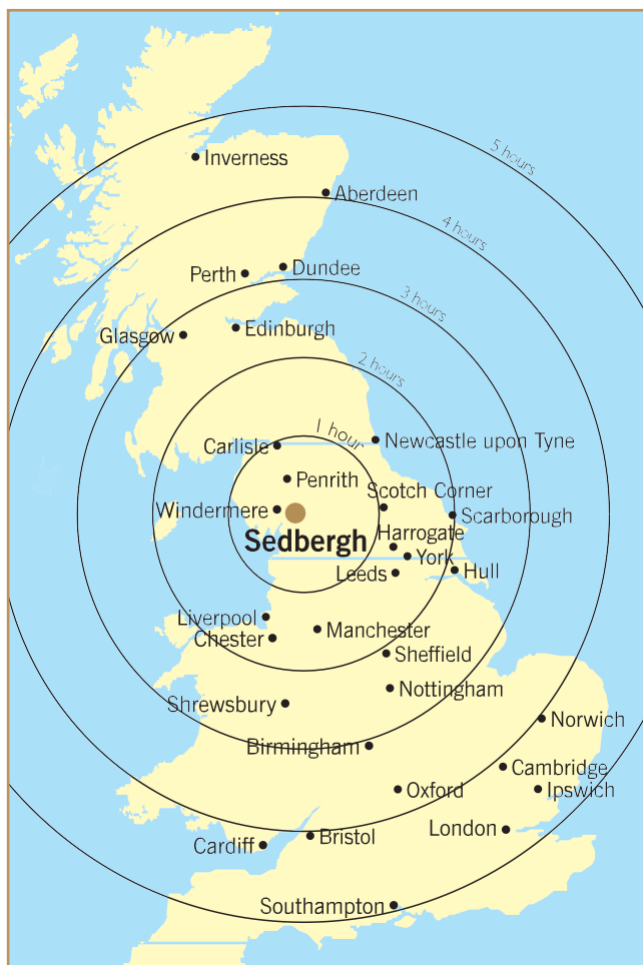 5 hours
Inverness
Aberdeen
4 hours
Dundee
Perth
3 hours
Edinburgh
Glasgow
2 hours
1 hour
Newcastle upon Tyne
Carlisle
Penrith
Scotch Corner
Windermere
Scarborough
Harrogate
Sedbergh
York
Leeds
Hull
Liverpool
Manchester
Chester
Sheffield
Nottingham
Shrewsbury
Norwich
Birmingham
Cambridge
Oxford
Ipswich
London
Bristol
Cardiff
Southampton